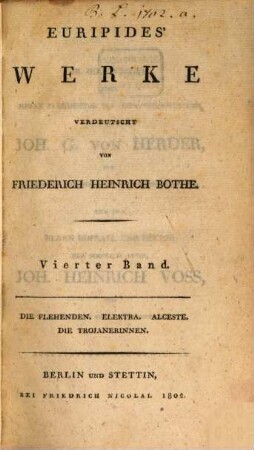 B. L. 1702. a.
EURIPIDES'
WERKE
VERDEUTSCHT
VON
FRIEDERICH HEINRICH BOTHE.
Vierter Band.
DIE FLEHENDEN. ELEKTRA. ALCESTE.
DIE TROJANERINNEN.
BERLIN UND STETTIN,
BEI FRIEDRICH NICOLAI